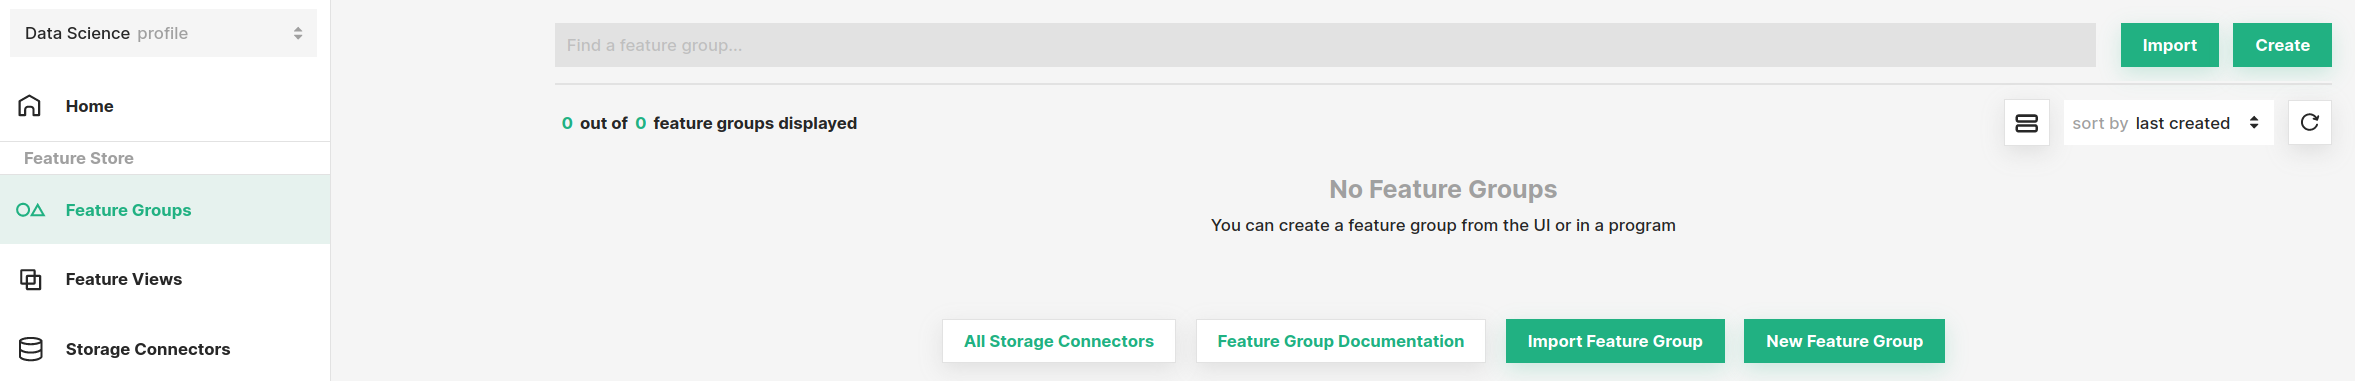 Data Science profile
Home
Feature Store
Feature Groups
Feature Views
Storage Connectors
Find a feature group...
Import
Create
0 out of 0 feature groups displayed
sort by last created
No Feature Groups
You can create a feature group from the UI or in a program
All Storage Connectors
Feature Group Documentation
Import Feature Group
New Feature Group